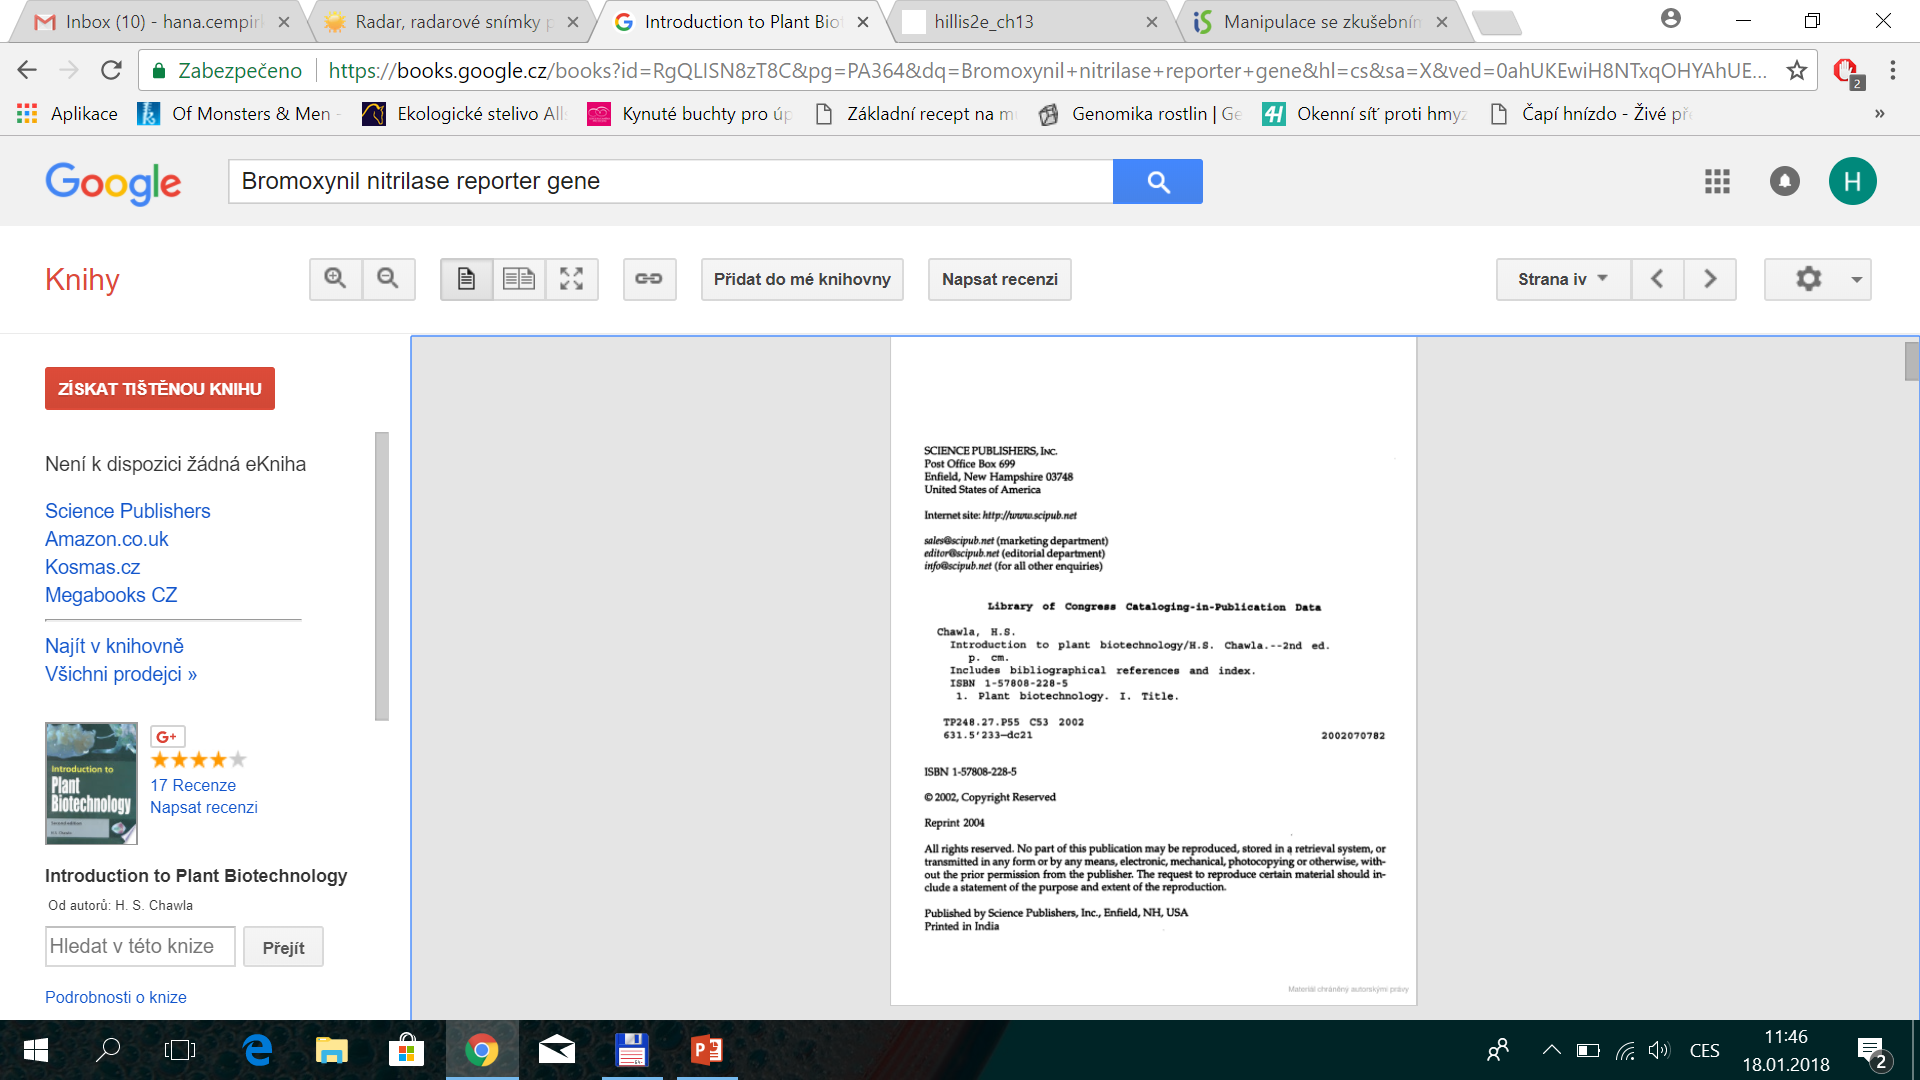 Inbox (10) - hana.cempir
Radar, radarové snímky p
Introduction to Plant Bio
hillis2e_ch13
Manipulace se zkušebním
Zabezpečeno
https://books.google.cz/books?id=RgQLISN8zT8C&pg=PA364&dq=Bromoxynil+nitrilase+reporter+gene&hl=cs&sa=X&ved=0ahUKEwiH8NTxqOHYAhUE...
2
Aplikace
Of Monsters & Men -
Ekologické stelivo Alls
Kynuté buchty pro úp
Základní recept na m
Genomika rostlin | Ge
Okenní síť proti hmyz
Čapí hnízdo - Živé pře
»
Google
Bromoxynil nitrilase reporter gene
H
Knihy
Přidat do mé knihovny
Napsat recenzi
Strana iv
ZÍSKAT TIŠTĚNOU KNIHU
Není k dispozici žádná eKniha
Science Publishers
Amazon.co.uk
Kosmas.cz
Megabooks CZ
Najít v knihovně
Všichni prodejci »
Introduction to
Plant
Biotechnology
G+
17 Recenze
Napsat recenzi
Introduction to Plant Biotechnology
Od autorů: H. S. Chawla
Hledat v této knize
Přejít
Podrobnosti o knize
SCIENCE PUBLISHERS, INC.
Post Office Box 699
Enfield, New Hampshire 03748
United States of America
Internet site: http://www.scipub.net
sales@scipub.net (marketing department)
editor@scipub.net (editorial department)
info@scipub.net (for all other enquiries)
Library of Congress Cataloging-in-Publication Data
Chawla, H.S.
Introduction to plant biotechnology/H.S. Chawla.--2nd ed.
p. cm.
Includes bibliographical references and index.
ISBN 1-57808-228-5
1. Plant biotechnology. I. Title.
TP248.27.P55 C53 2002
631.5'233—dc21 2002070782
ISBN 1-57808-228-5
© 2002, Copyright Reserved
Reprint 2004
All rights reserved. No part of this publication may be reproduced, stored in a retrieval system, or
transmitted in any form or by any means, electronic, mechanical, photocopying or otherwise, with-
out the prior permission from the publisher. The request to reproduce certain material should in-
clude a statement of the purpose and extent of the reproduction.
Published by Science Publishers, Inc., Enfield, NH, USA
Printed in India
Materiál chráněný autorskými právy
CES
11:46
18.01.2018
2